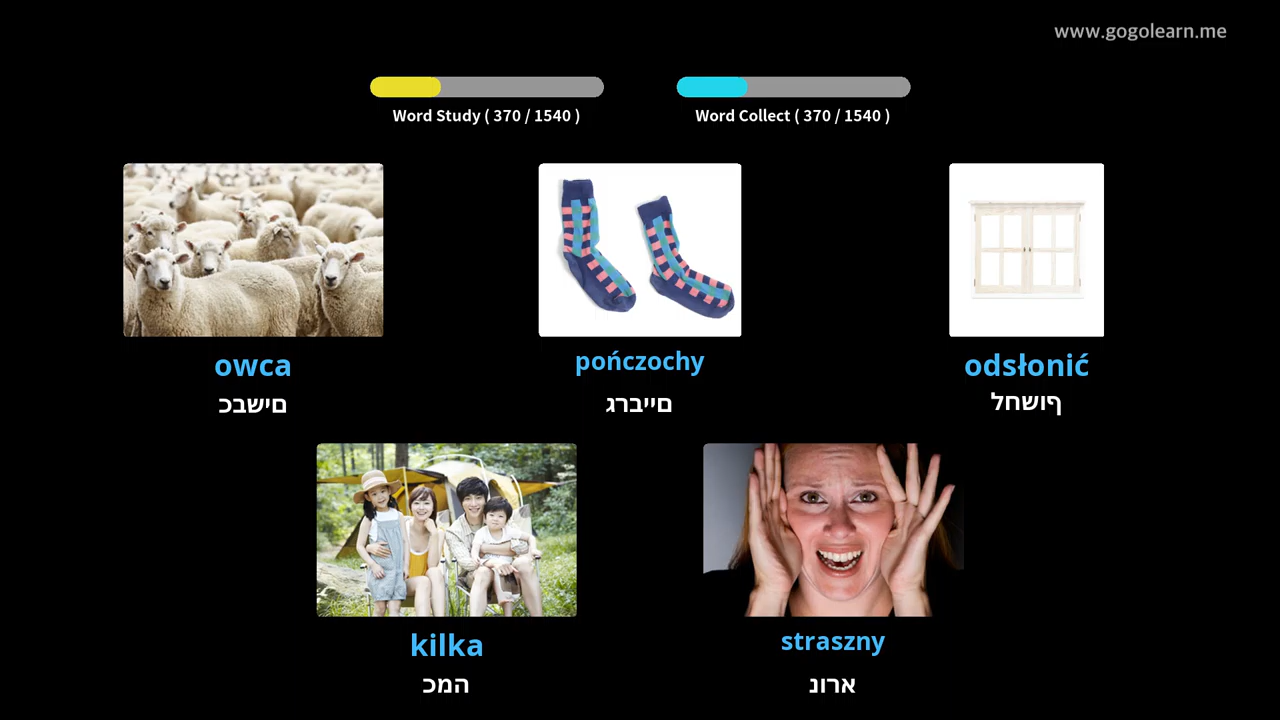 www.gogolearn.me
Word Study ( 370 / 1540 )
Word Collect ( 370 / 1540 )
owca
pończochy
odsłonić
כבשים
גרביים
לחשוף
kilka
straszny
כמה
נורא